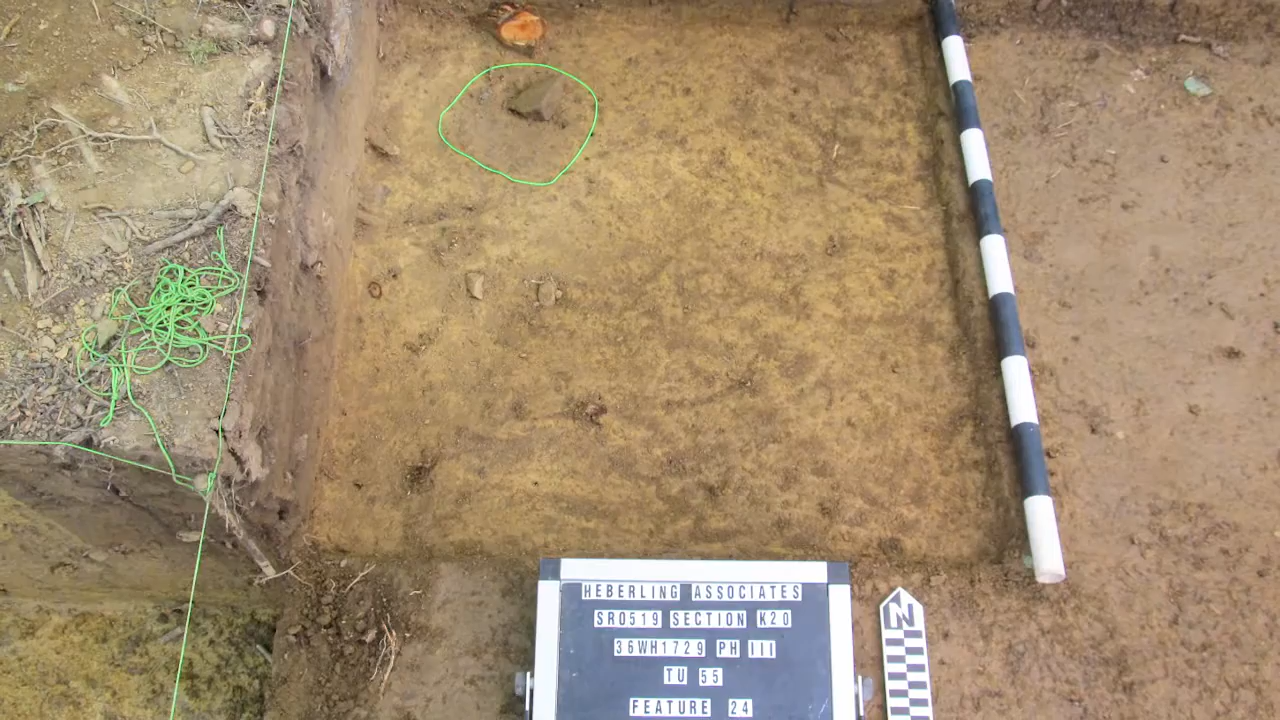 HEBERLING ASSOCIATES
SR0519 SECTION K20
36WH1729 PH III
TU 55
FEATURE 24
N